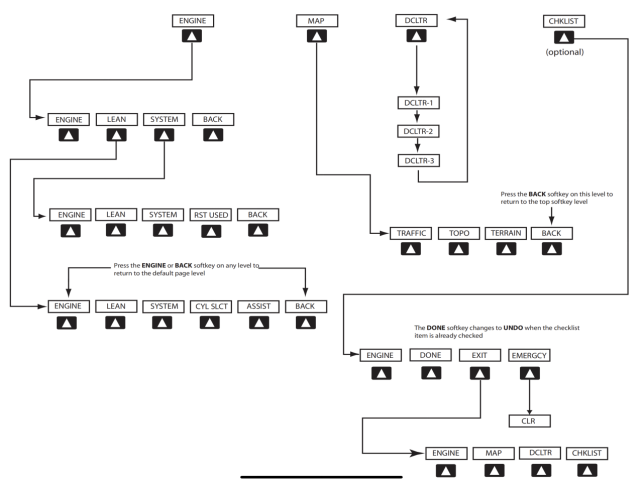 ENGINE
MAP
DCLTR
CHKLIST
(optional)
DCLTR-1
DCLTR-2
DCLTR-3
ENGINE
LEAN
SYSTEM
BACK
Press the BACK softkey on this level to
return to the top softkey level
ENGINE
LEAN
SYSTEM
RST USED
BACK
TRAFFIC
TOPO
TERRAIN
BACK
Press the ENGINE or BACK softkey on any level to
return to the default page level
ENGINE
LEAN
SYSTEM
CYL SLCT
ASSIST
BACK
The DONE softkey changes to UNDO when the checklist
item is already checked
ENGINE
DONE
EXIT
EMERGCY
CLR
ENGINE
MAP
DCLTR
CHKLIST